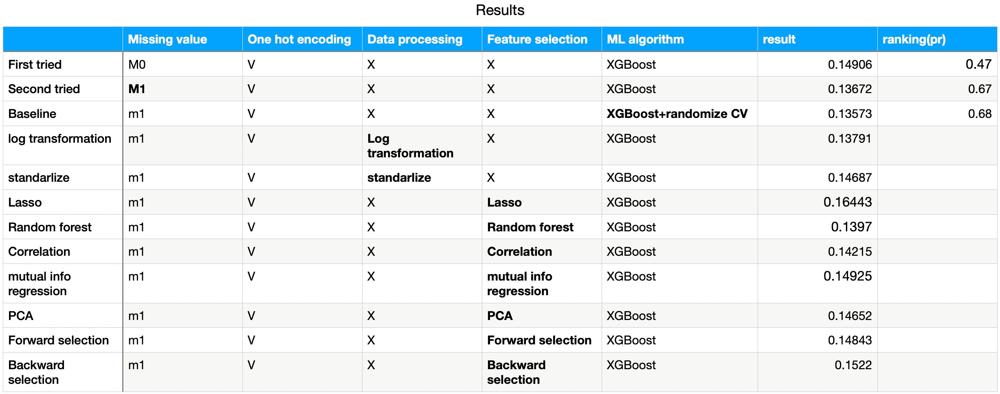 Results
Missing value One hot encoding Data processing Feature selection ML algorithm result ranking(pr)
First tried M0 V X X XGBoost 0.14906 0.47
Second tried M1 V X X XGBoost 0.13672 0.67
Baseline m1 V X X XGBoost+randomize CV 0.13573 0.68
log transformation m1 V Log X XGBoost 0.13791
transformation
standarlize m1 V standarlize X XGBoost 0.14687
Lasso m1 V X Lasso XGBoost 0.16443
Random forest m1 V X Random forest XGBoost 0.1397
Correlation m1 V X Correlation XGBoost 0.14215
mutual info m1 V X mutual info XGBoost 0.14925
regression regression
PCA m1 V X PCA XGBoost 0.14652
Forward selection m1 V X Forward selection XGBoost 0.14843
Backward m1 V X Backward XGBoost 0.1522
selection selection